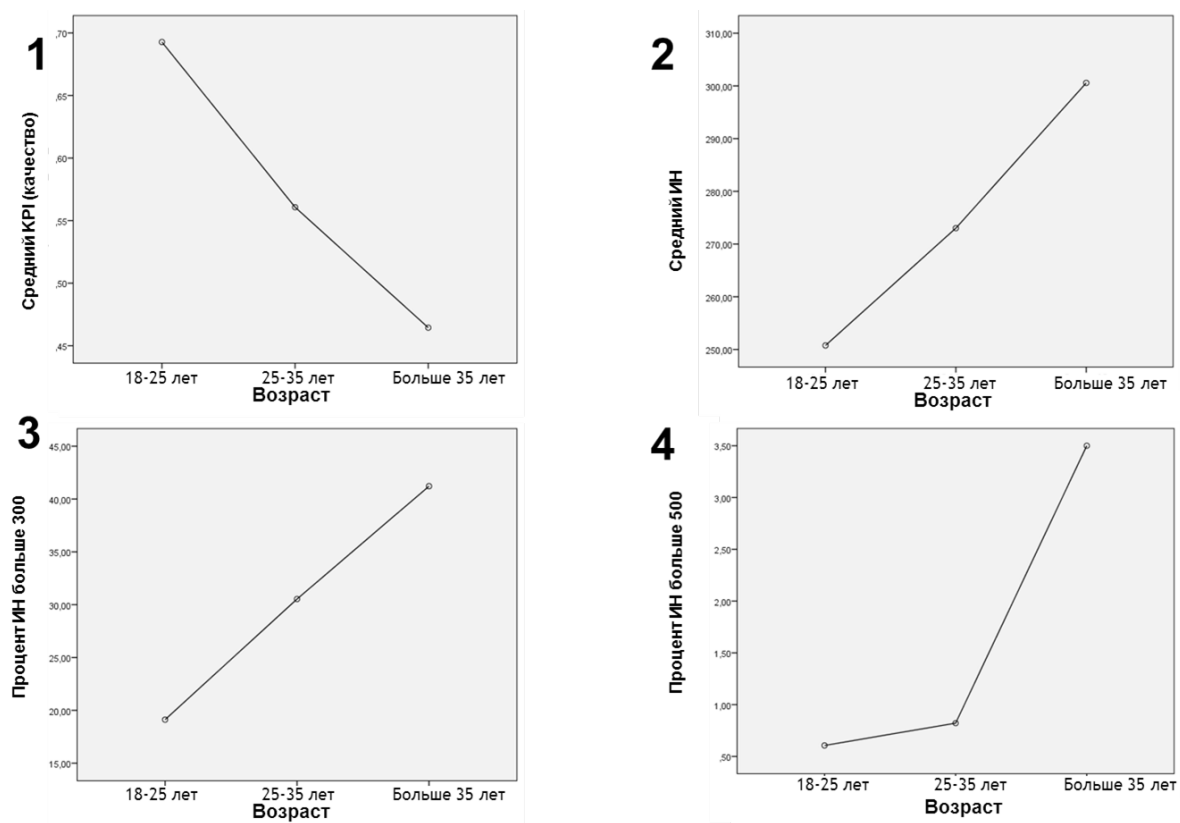 1
Средний KPI (качество)
,70
,65
,60
,55
,50
,45
18-25 лет
25-35 лет
Больше 35 лет
Возраст
2
Средний ИН
310,00
300,00
290,00
280,00
270,00
260,00
250,00
18-25 лет
25-35 лет
Больше 35 лет
Возраст
3
Процент ИН больше 300
45,00
40,00
35,00
30,00
25,00
20,00
15,00
18-25 лет
25-35 лет
Больше 35 лет
Возраст
4
Процент ИН больше 500
3,50
3,00
2,50
2,00
1,50
1,00
,50
18-25 лет
25-35 лет
Больше 35 лет
Возраст